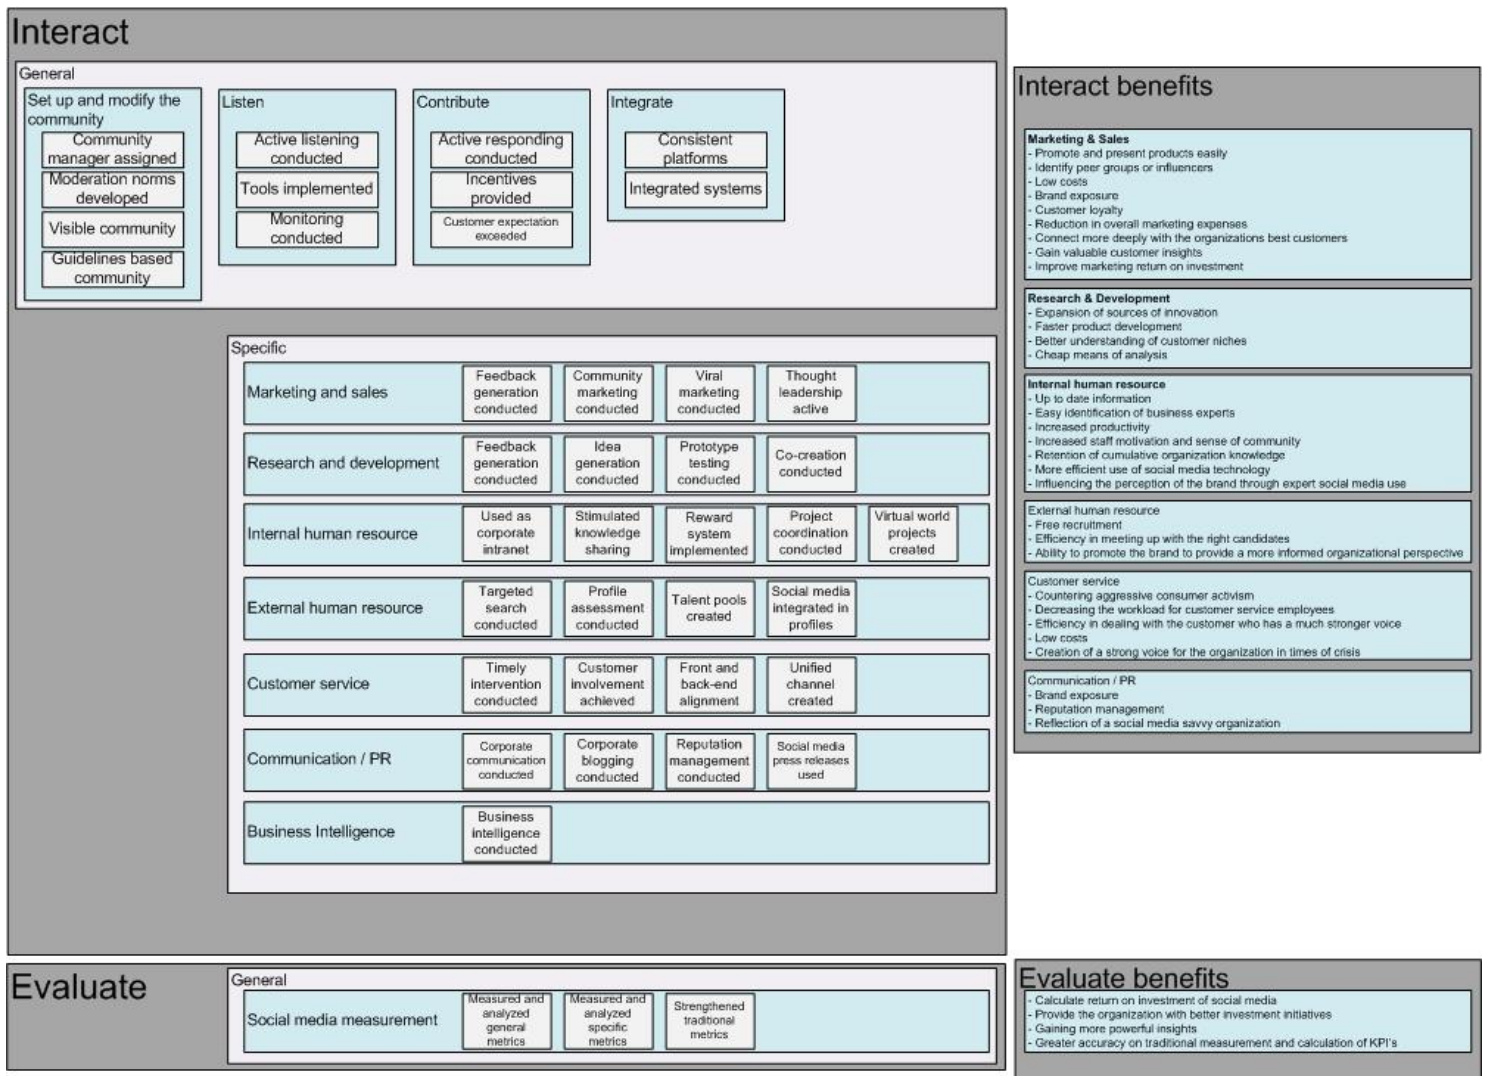 Interact
General
Set up and modify the
community
Community
manager assigned
Moderation norms
developed
Visible community
Guidelines based
community
Listen
Active listening
conducted
Tools implemented
Monitoring
conducted
Contribute
Active responding
conducted
Incentives
provided
Customer expectation
exceeded
Integrate
Consistent
platforms
Integrated systems
Specific
Marketing and sales
Feedback
generation
conducted
Community
marketing
conducted
Viral
marketing
conducted
Thought
leadership
active
Research and development
Feedback
generation
conducted
Idea
generation
conducted
Prototype
testing
conducted
Co-creation
conducted
Internal human resource
Used as
corporate
intranet
Stimulated
knowledge
sharing
Reward
system
implemented
Project
coordination
conducted
Virtual world
projects
created
External human resource
Targeted
search
conducted
Profile
assessment
conducted
Talent pools
created
Social media
integrated in
profiles
Customer service
Timely
intervention
conducted
Customer
involvement
achieved
Front and
back-end
alignment
Unified
channel
created
Communication / PR
Corporate
communication
conducted
Corporate
blogging
conducted
Reputation
management
conducted
Social media
press releases
used
Business Intelligence
Business
intelligence
conducted
Interact benefits
Marketing & Sales
- Promote and present products easily
- Identify peer groups or influencers
- Low costs
- Brand exposure
- Customer loyalty
- Reduction in overall marketing expenses
- Connect more deeply with the organizations best customers
- Gain valuable customer insights
- Improve marketing return on investment
Research & Development
- Expansion of sources of innovation
- Faster product development
- Better understanding of customer niches
- Cheap means of analysis
Internal human resource
- Up to date information
- Easy identification of business experts
- Increased productivity
- Increased staff motivation and sense of community
- Retention of cumulative organization knowledge
- More efficient use of social media technology
- Influencing the perception of the brand through expert social media use
External human resource
- Free recruitment
- Efficiency in meeting up with the right candidates
- Ability to promote the brand to provide a more informed organizational perspective
Customer service
- Countering aggressive consumer activism
- Decreasing the workload for customer service employees
- Efficiency in dealing with the customer who has a much stronger voice
- Low costs
- Creation of a strong voice for the organization in times of crisis
Communication / PR
- Brand exposure
- Reputation management
- Reflection of a social media savvy organization
Evaluate
General
Social media measurement
Measured and
analyzed
general
metrics
Measured and
analyzed
specific
metrics
Strengthened
traditional
metrics
Evaluate benefits
- Calculate return on investment of social media
- Provide the organization with better investment initiatives
- Gaining more powerful insights
- Greater accuracy on traditional measurement and calculation of KPI's